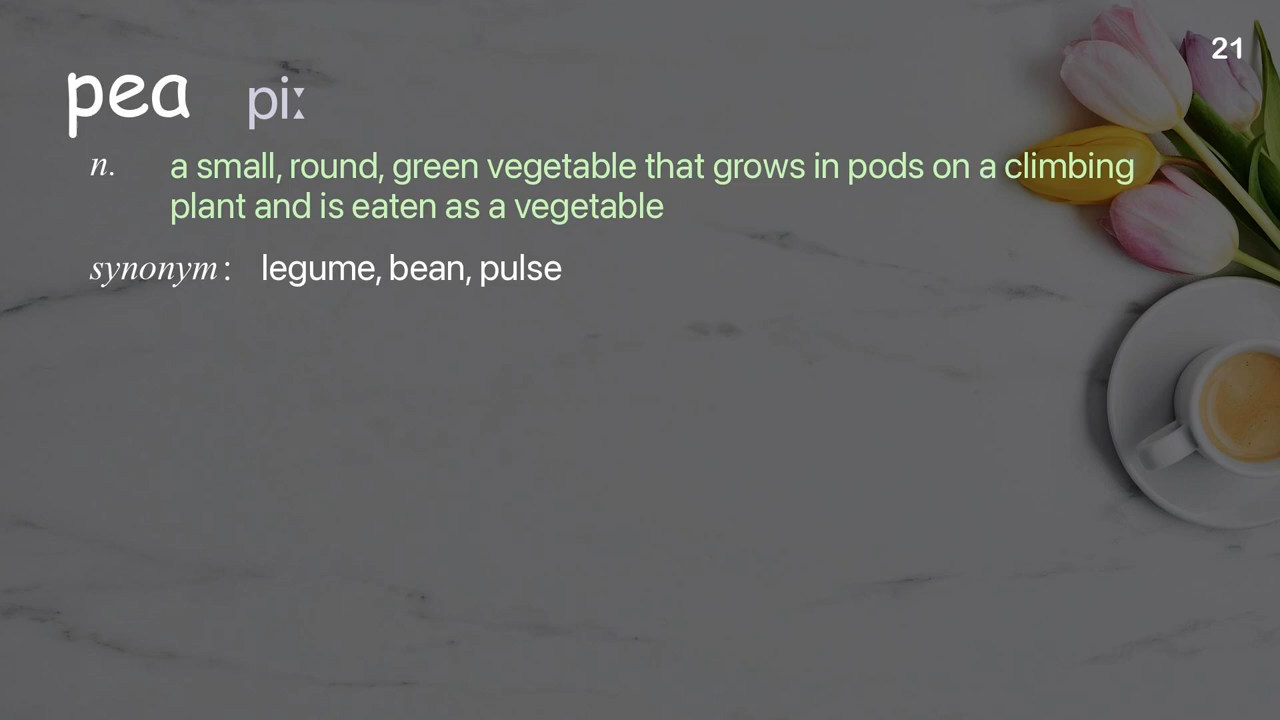 21
pea piː
n. a small, round, green vegetable that grows in pods on a climbing
plant and is eaten as a vegetable
synonym: legume, bean, pulse